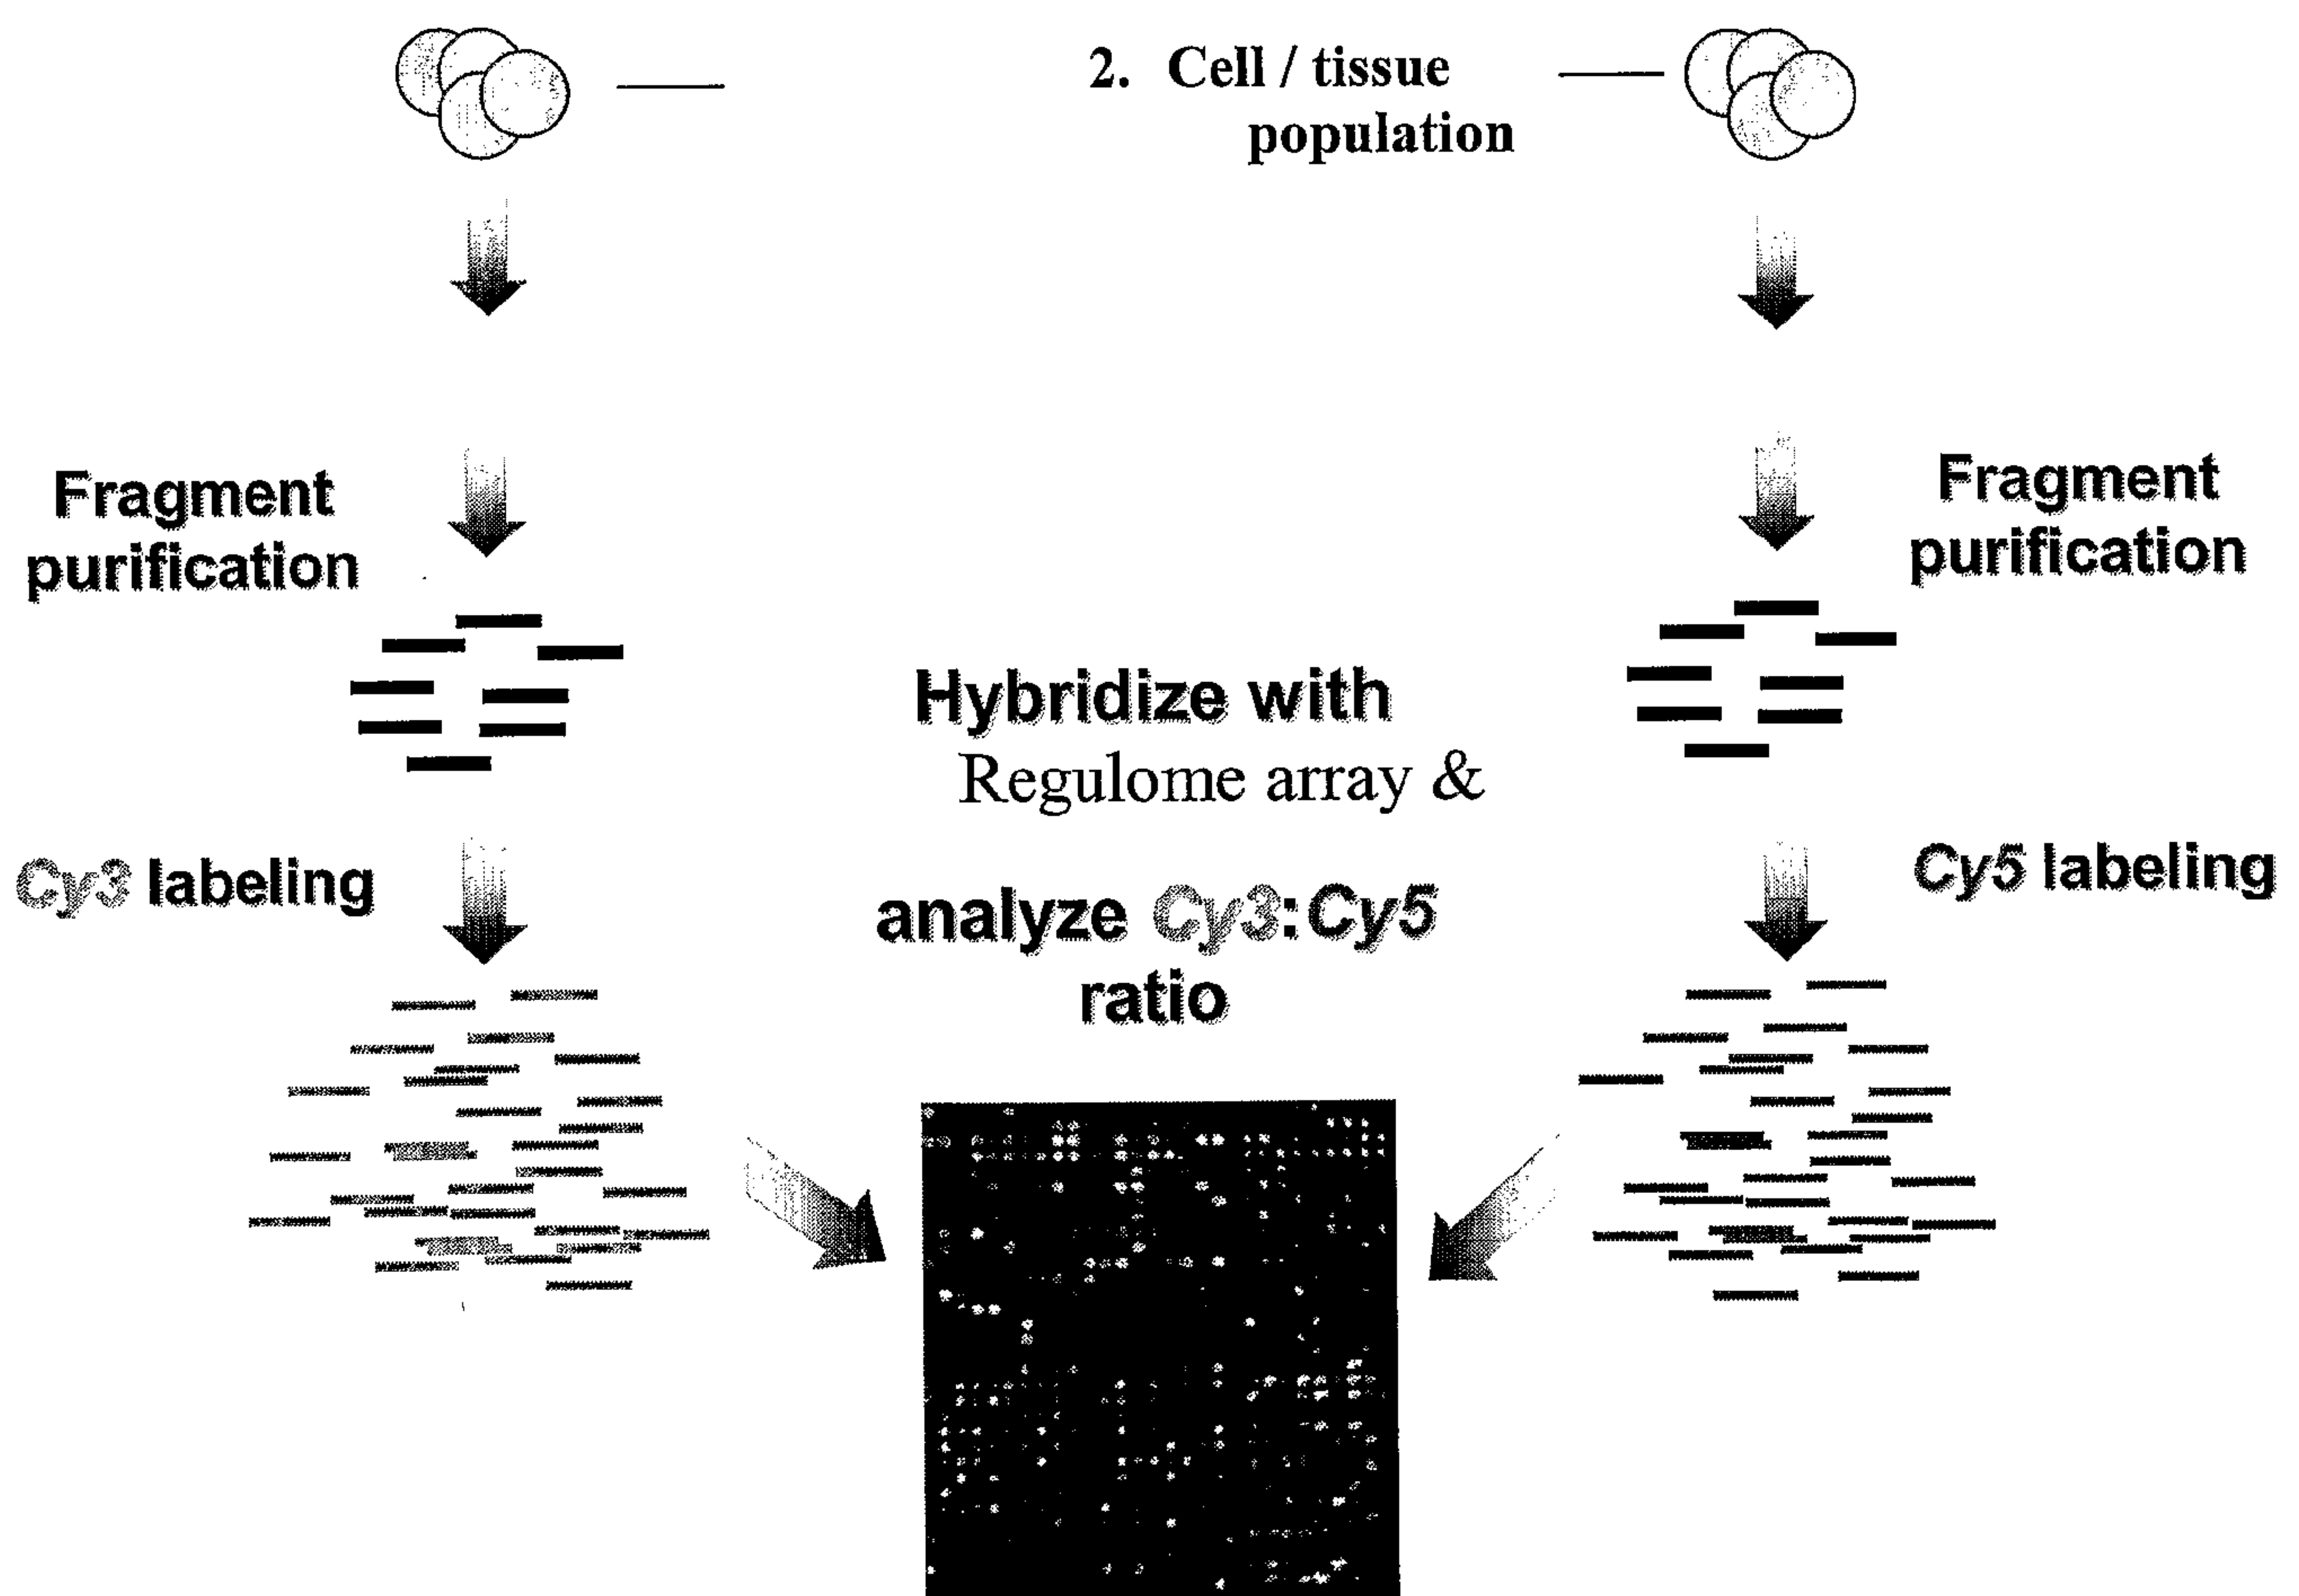 2. Cell / tissue
population
Fragment
purification
Fragment
purification
Hybridize with
Regulome array &
Cy3 labeling
Cy5 labeling
analyze Cy3:Cy5
ratio